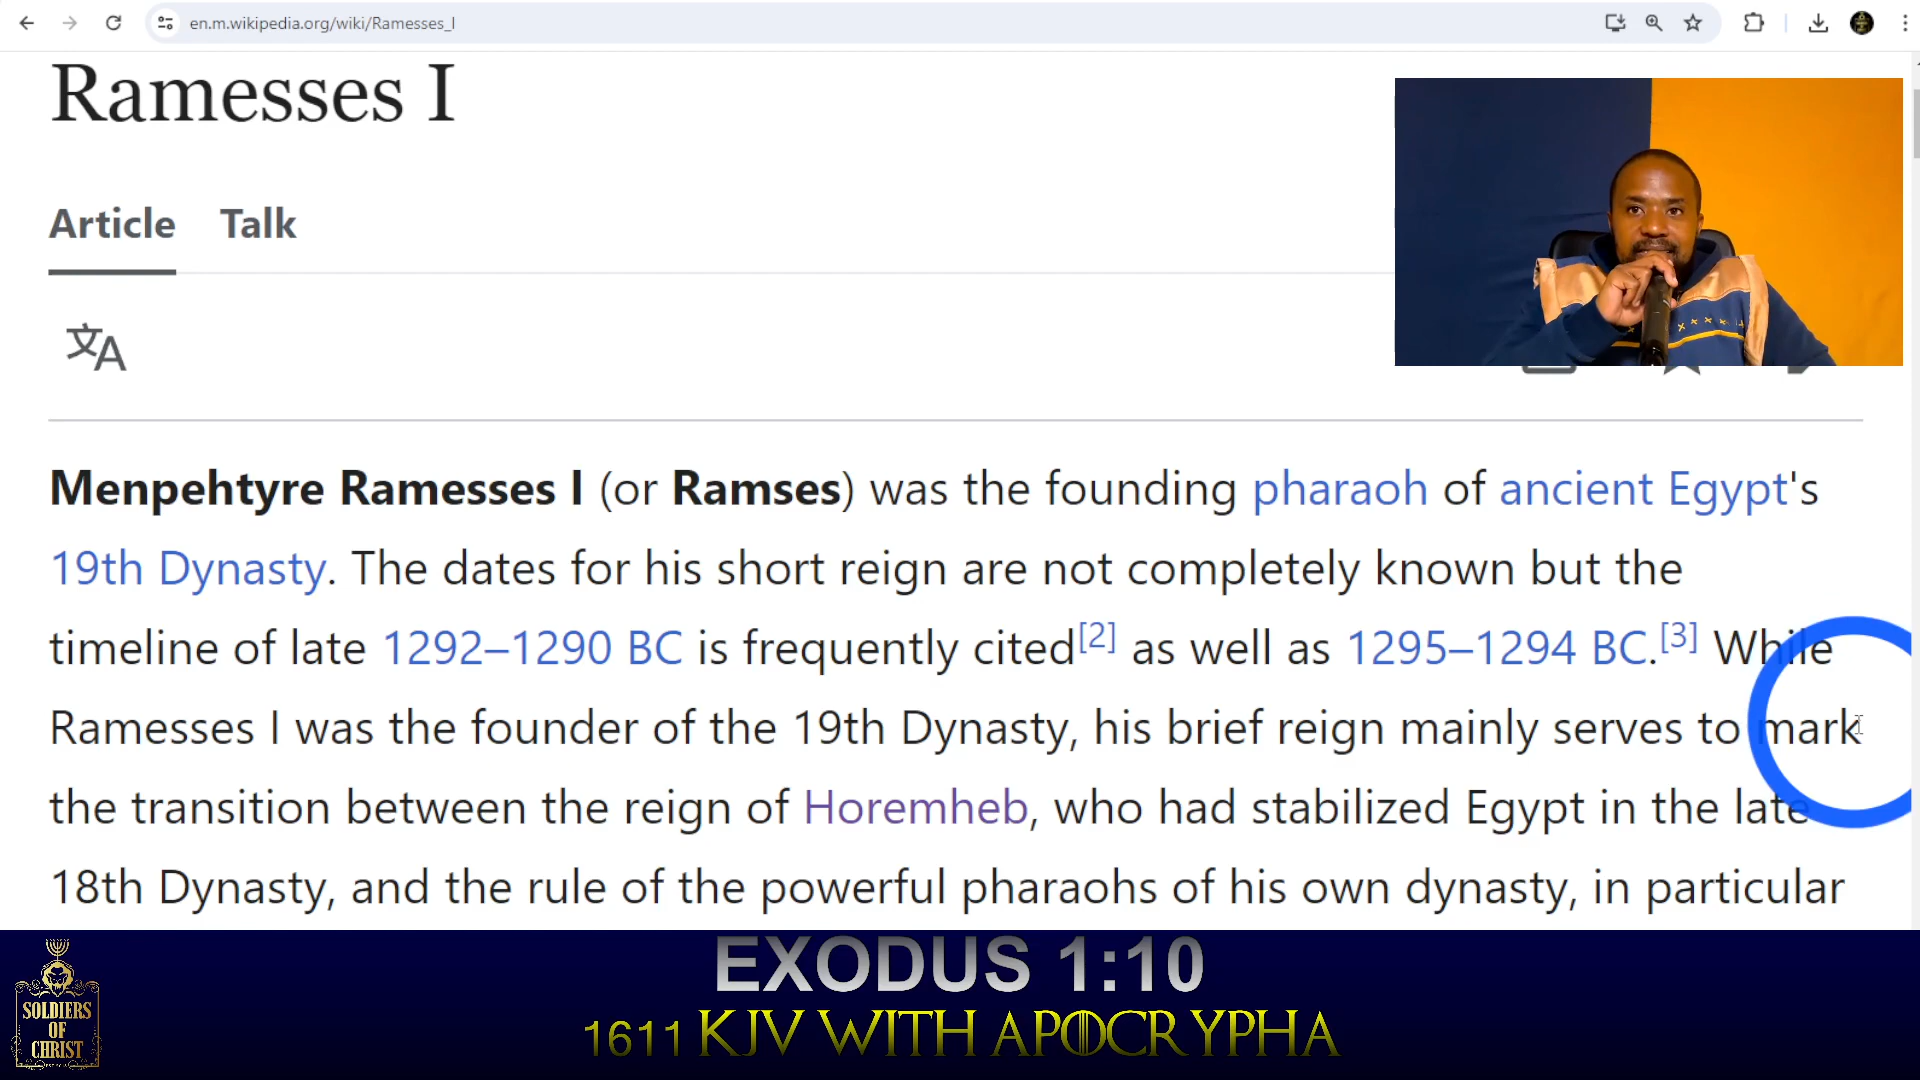 en.m.wikipedia.org/wiki/Ramesses_I
Ramesses I
Article Talk
文A
Menpehtyre Ramesses I (or Ramses) was the founding pharaoh of ancient Egypt's
19th Dynasty. The dates for his short reign are not completely known but the
timeline of late 1292–1290 BC is frequently cited[2] as well as 1295–1294 BC.[3] While
Ramesses I was the founder of the 19th Dynasty, his brief reign mainly serves to mark
the transition between the reign of Horemheb, who had stabilized Egypt in the late
18th Dynasty, and the rule of the powerful pharaohs of his own dynasty, in particular
EXODUS 1:10
1611 KJV WITH APOCRYPHA
SOLDIERS
OF
CHRIST